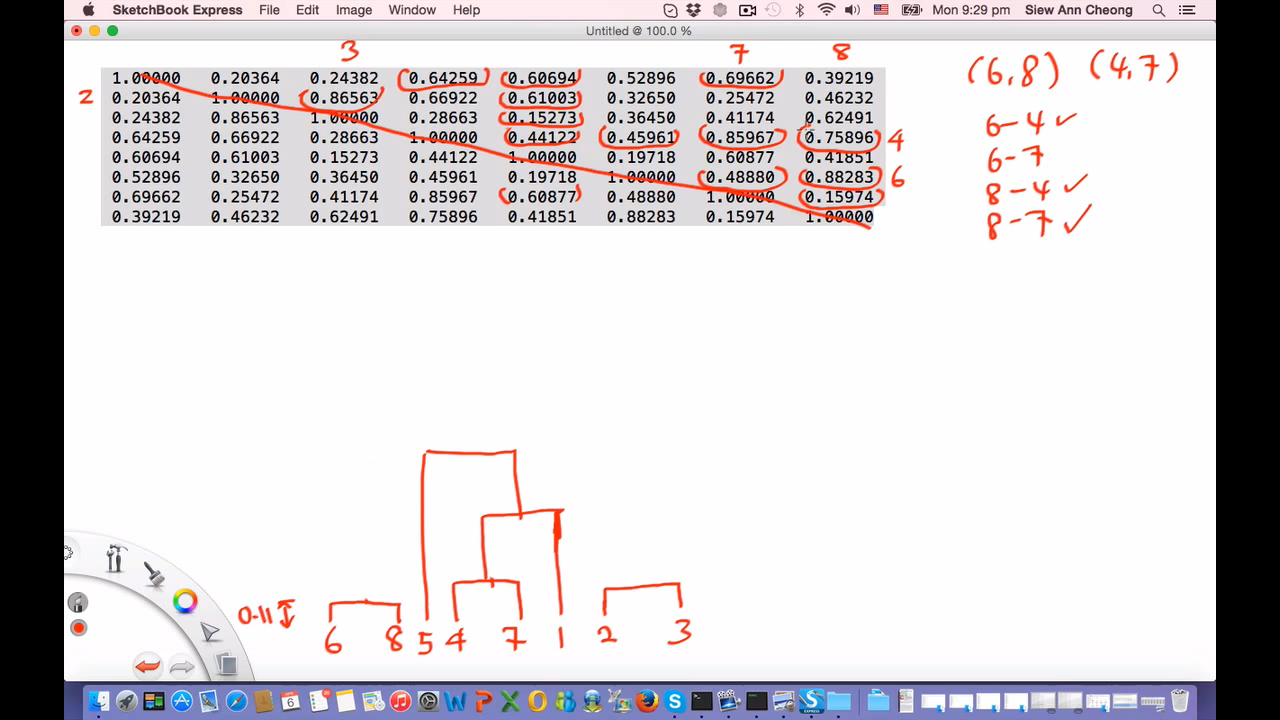 SketchBook Express File Edit Image Window Help Mon 9:29 pm Siew Ann Cheong
Untitled @ 100.0 %
3 7 8
1.00000 0.20364 0.24382 0.64259 0.60694 0.52896 0.69662 0.39219
2 0.20364 1.00000 0.86563 0.66922 0.61003 0.32650 0.25472 0.46232
0.24382 0.86563 1.00000 0.28663 0.15273 0.36450 0.41174 0.62491
0.64259 0.66922 0.28663 1.00000 0.44122 0.45961 0.85967 0.75896 4
0.60694 0.61003 0.15273 0.44122 1.00000 0.19718 0.60877 0.41851
0.52896 0.32650 0.36450 0.45961 0.19718 1.00000 0.48880 0.88283 6
0.69662 0.25472 0.41174 0.85967 0.60877 0.48880 1.00000 0.15974
0.39219 0.46232 0.62491 0.75896 0.41851 0.88283 0.15974 1.00000
(6,8) (4,7)
6-4 ✓
6-7
8-4 ✓
8-7 ✓
0.11
6 8 5 4 7 1 2 3